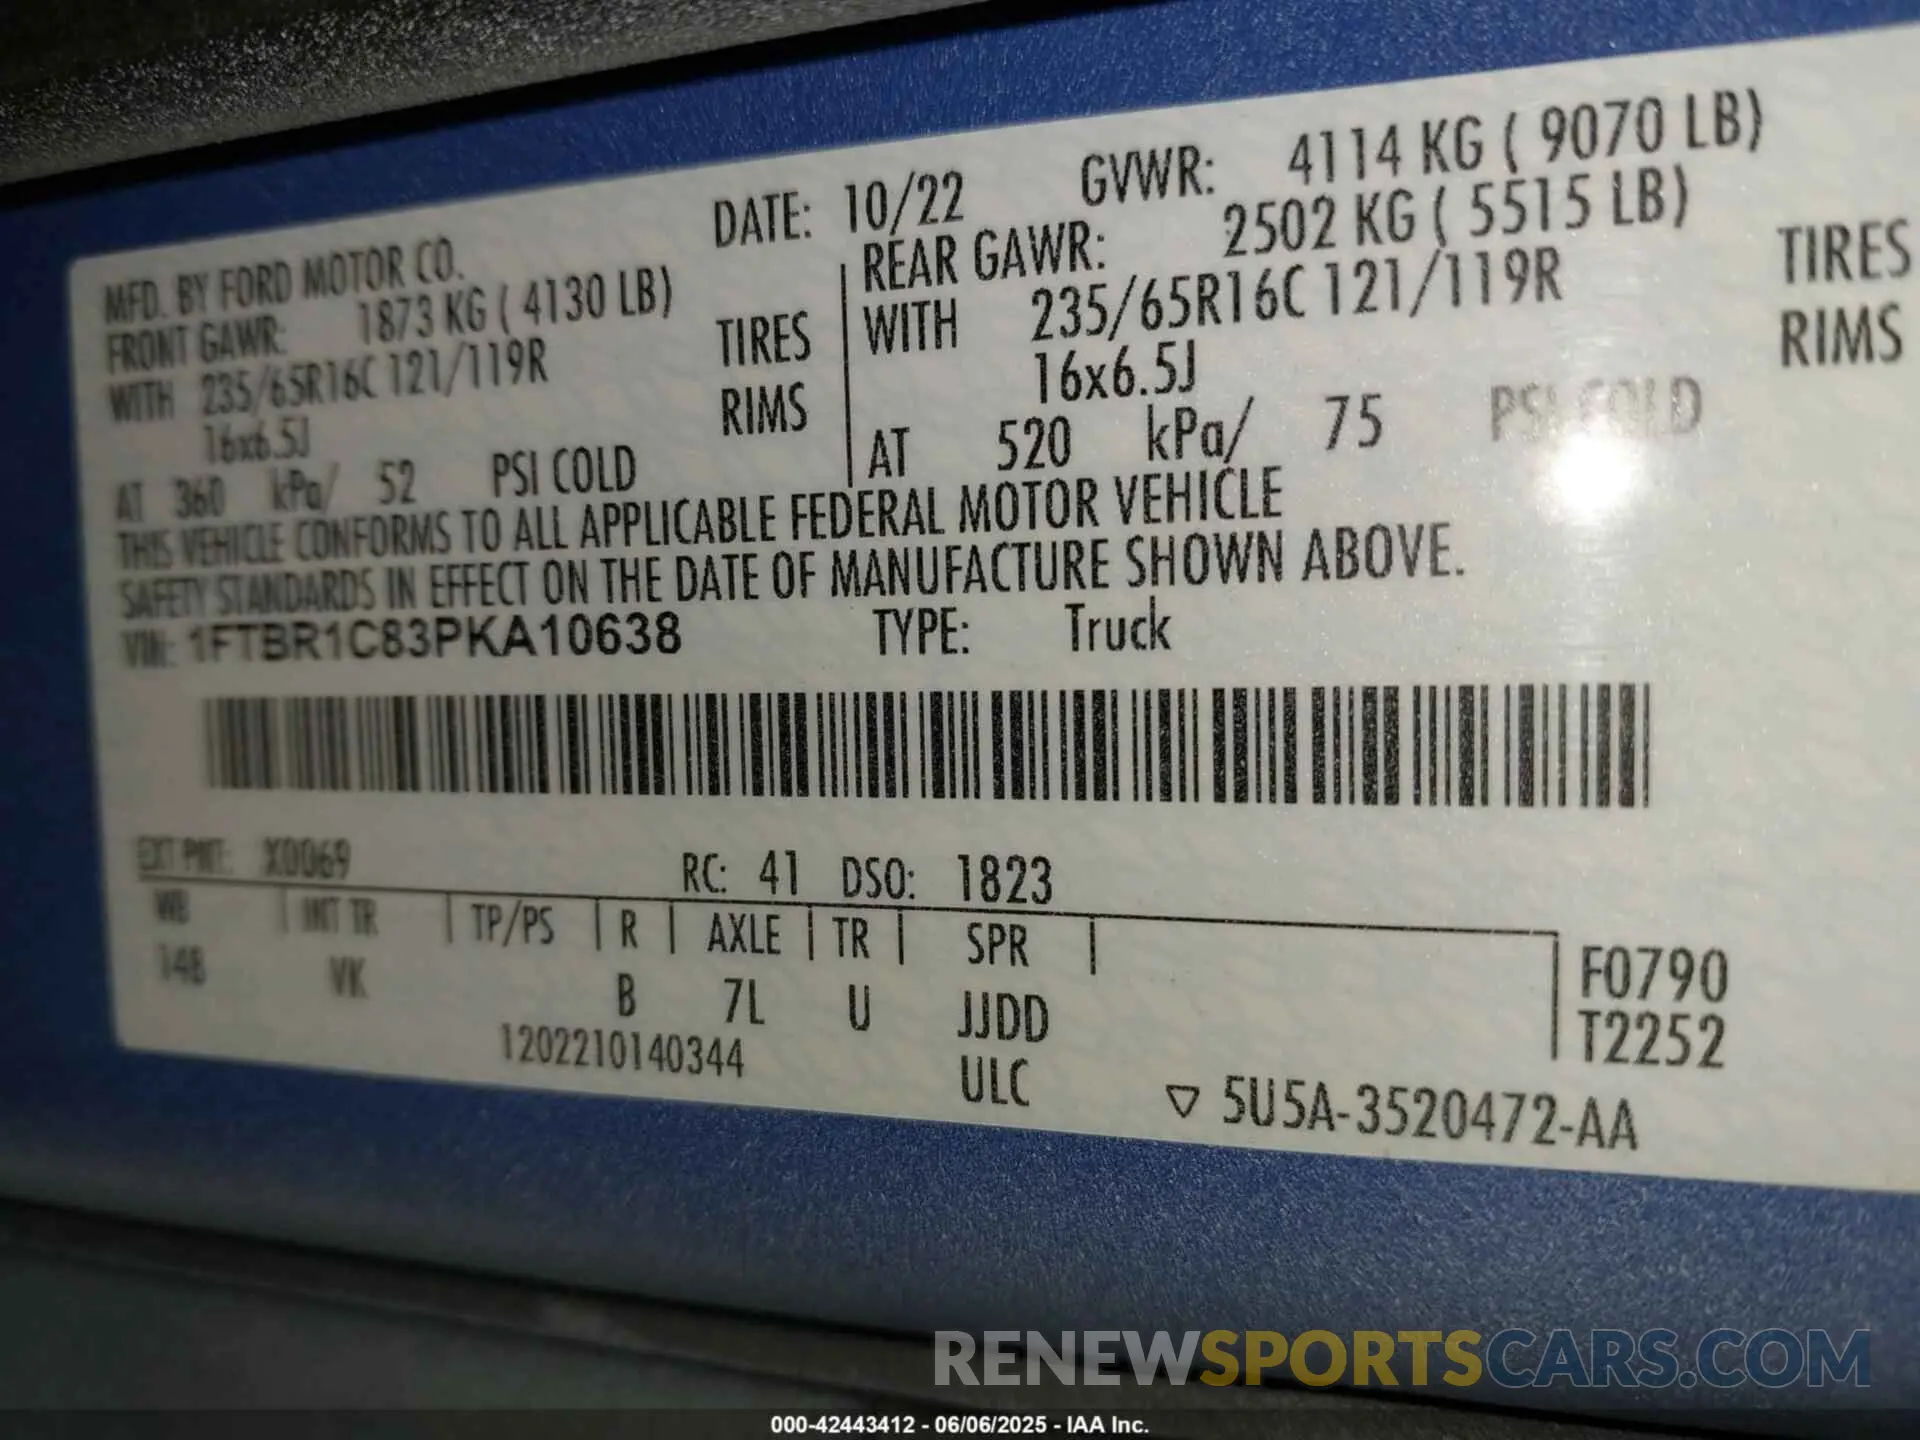 DATE: 10/22 GVWR: 4114 KG ( 9070 LB)
MFD. BY FORD MOTOR CO.
FRONT GAWR: 1873 KG ( 4130 LB)
WITH 235/65R16C 121/119R TIRES
16x6.5J RIMS
AT 360 kPa/ 52 PSI COLD
REAR GAWR: 2502 KG ( 5515 LB)
WITH 235/65R16C 121/119R TIRES
16x6.5J RIMS
AT 520 kPa/ 75 PSI COLD
THIS VEHICLE CONFORMS TO ALL APPLICABLE FEDERAL MOTOR VEHICLE
SAFETY STANDARDS IN EFFECT ON THE DATE OF MANUFACTURE SHOWN ABOVE.
VIN: 1FTBR1C83PKA10638 TYPE: Truck
EXT PNT: X0069 RC: 41 DSO: 1823
WB | INT TR | TP/PS | R | AXLE | TR | SPR |
148 VK B 7L U JJDD
F0790
T2252
1202210140344 ULC
▽ 5U5A-3520472-AA
RENEWSPORTSCARS.COM
000-42443412 - 06/06/2025 - IAA Inc.